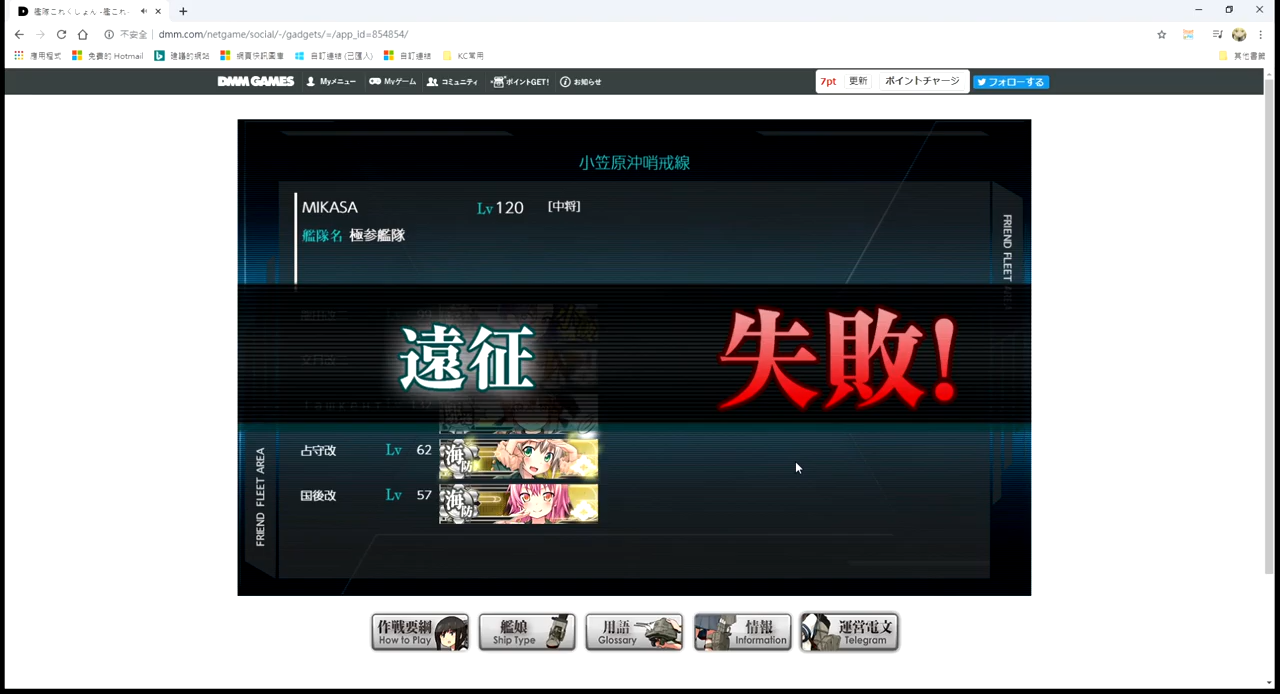 艦隊これくしょん -艦これ-
不安全
dmm.com/netgame/social/-/gadgets/=/app_id=854854/
應用程式
免費的 Hotmail
建議的網站
網頁快訊圖庫
自訂連結 (已匯入)
自訂連結
KC常用
其他書籤
DMM GAMES
Myメニュー
Myゲーム
コミュニティ
ポイントGET!
お知らせ
7pt
更新
ポイントチャージ
フォローする
小笠原沖哨戒線
MIKASA Lv 120 [中将]
艦隊名 極参艦隊
FRIEND FLEET AREA
遠征 失敗!
文月改
占守改 Lv 62 海防
国後改 Lv 57 海防
FRIEND FLEET AREA
作戦要綱
How to Play
艦娘
Ship Type
用語
Glossary
情報
Information
運営電文
Telegram